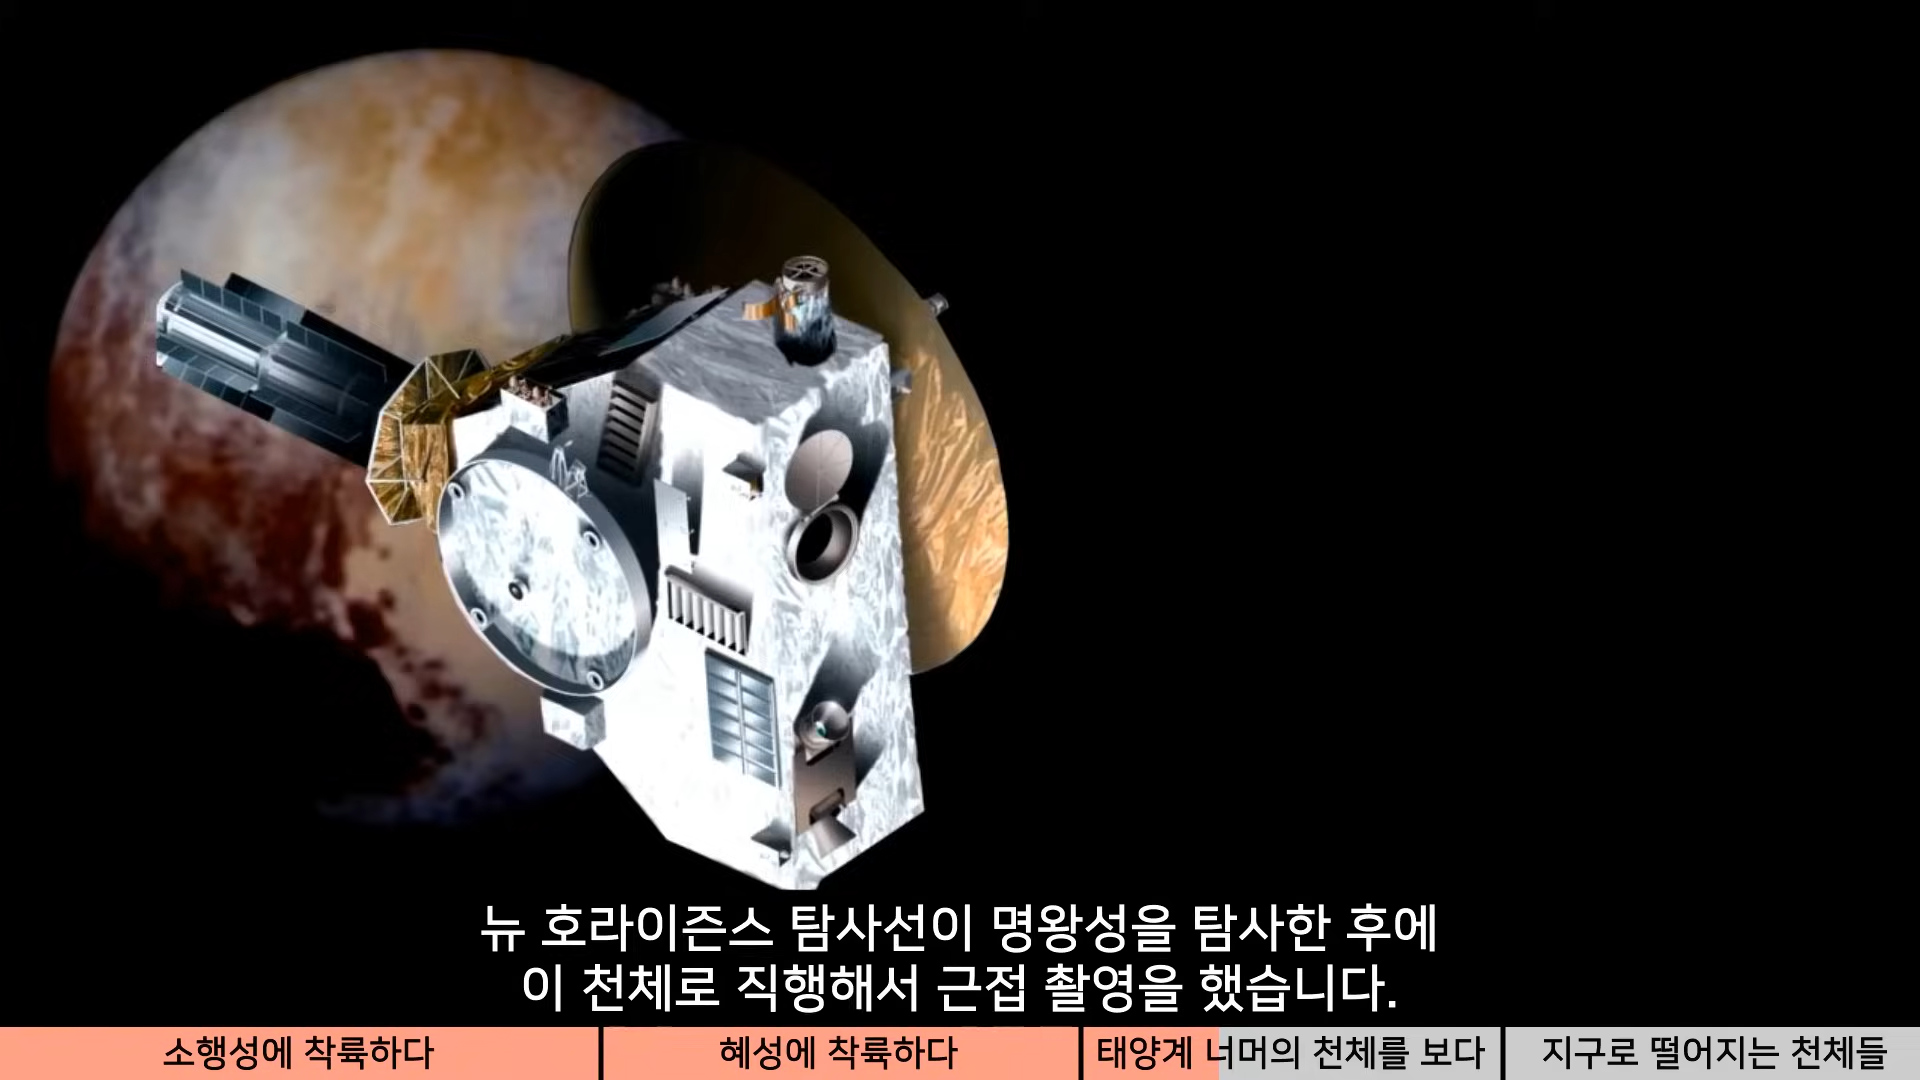 뉴 호라이즌스 탐사선이 명왕성을 탐사한 후에
이 천체로 직행해서 근접 촬영을 했습니다.
소행성에 착륙하다
혜성에 착륙하다
태양계 너머의 천체를 보다
지구로 떨어지는 천체들